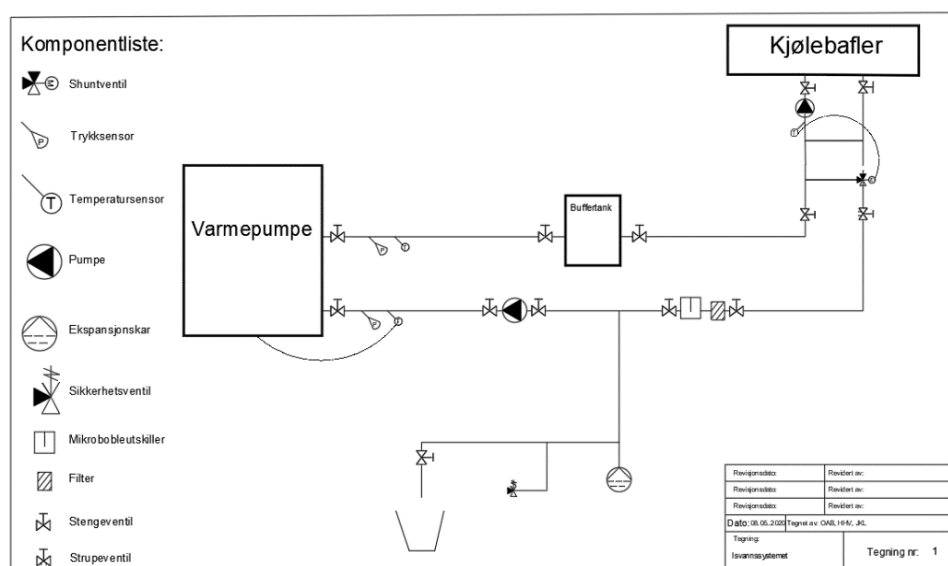 Komponentliste:
Shuntventil
Trykksensor
Temperatursensor
Pumpe
Ekspansjonskar
Sikkerhetsventil
Mikrobobleutskiller
Filter
Stengeventil
Strupeventil
M
P
T
Varmepumpe
Buffertank
Kjølebafler
P
T
P
T
T
M
Revisjonsdato: Revidert av:
Revisjonsdato: Revidert av:
Revisjonsdato: Revidert av:
Dato: 08.05.2020 Tegnet av: OAB, HHV, JKL
Tegning:
Isvannssystemet
Tegning nr: 1